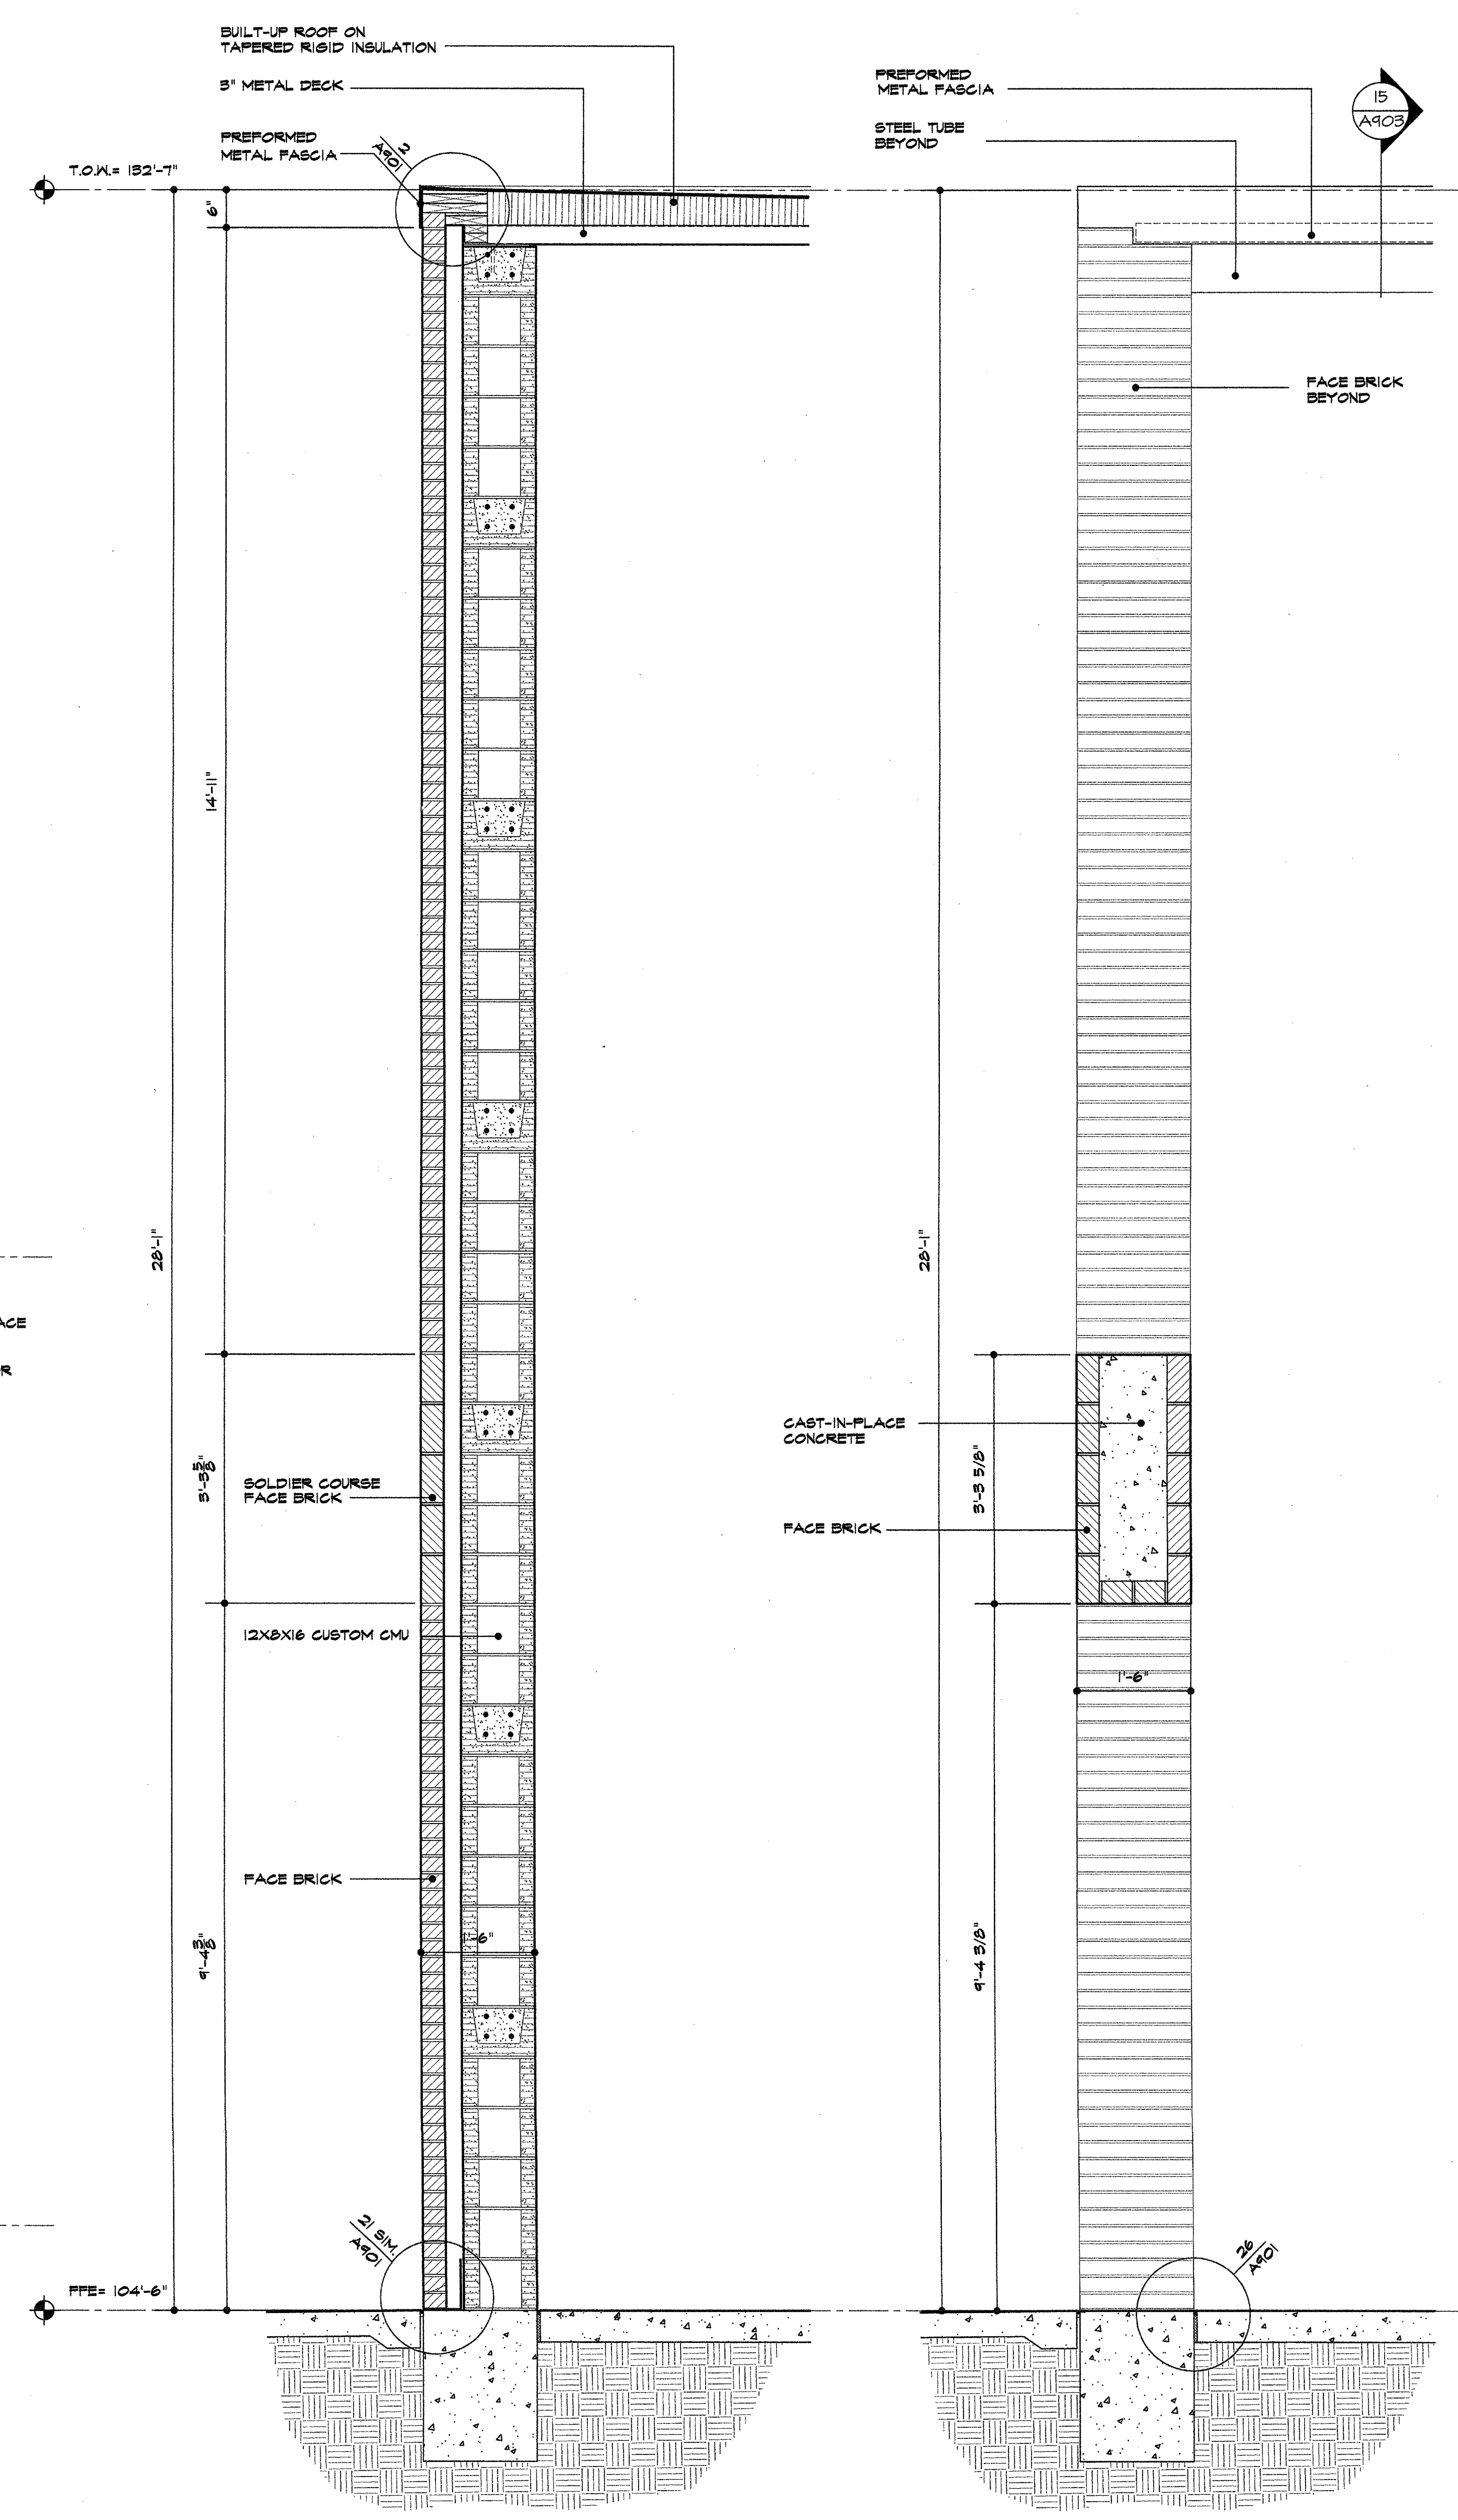 BUILT-UP ROOF ON
TAPERED RIGID INSULATION
3" METAL DECK
PREFORMED
METAL FASCIA
2
A901
T.O.W.= 132'-7"
6"
14'-11"
28'-1"
3'-3 5/8"
SOLDIER COURSE
FACE BRICK
12X8X16 CUSTOM CMU
FACE BRICK
1'-6"
9'-4 3/8"
21 SIM.
A901
FFE= 104'-6"
ACE
R
PREFORMED
METAL FASCIA
STEEL TUBE
BEYOND
15
A903
FACE BRICK
BEYOND
28'-1"
CAST-IN-PLACE
CONCRETE
3'-3 5/8"
FACE BRICK
1'-6"
9'-4 3/8"
26
A901